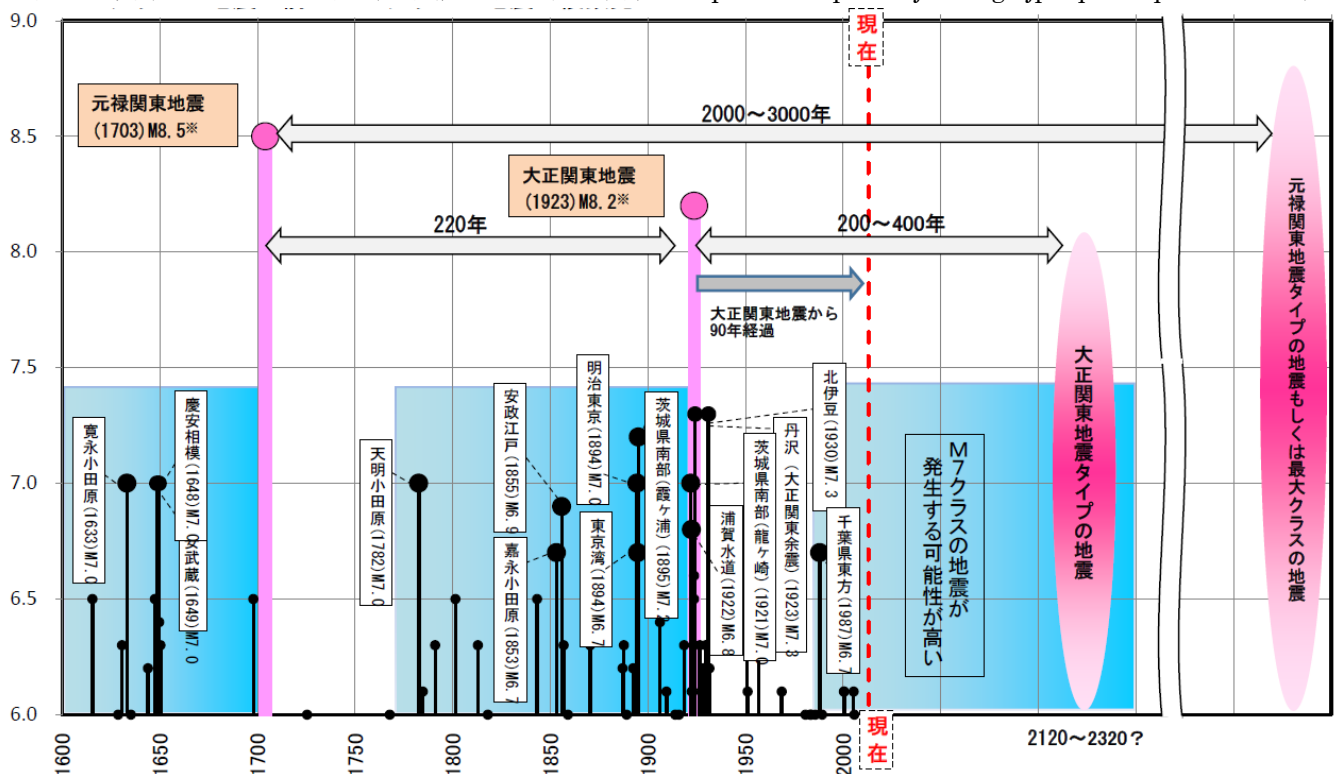 9.0
8.5
8.0
7.5
7.0
6.5
6.0
現在
元禄関東地震
(1703)M8.5※
2000～3000年
大正関東地震
(1923)M8.2※
220年
200～400年
大正関東地震から
90年経過
寛永小田原(1633)M7.0
慶安相模(1648)M7.0
武蔵(1649)M7.0
天明小田原(1782)M7.0
安政江戸(1855)M6.9
嘉永小田原(1853)M6.7
明治東京(1894)M7.0
東京湾(1894)M6.7
茨城県南部(霞ヶ浦)(1895)M7.2
浦賀水道(1922)M6.8
茨城県南部(龍ヶ崎)(1921)M7.0
丹沢(大正関東余震)(1923)M7.3
北伊豆(1930)M7.3
千葉県東方(1987)M6.7
M7クラスの地震が
発生する可能性が高い
大正関東地震タイプの地震
元禄関東地震タイプの地震もしくは最大クラスの地震
現在
2120～2320？
1600
1650
1700
1750
1800
1850
1900
1950
2000